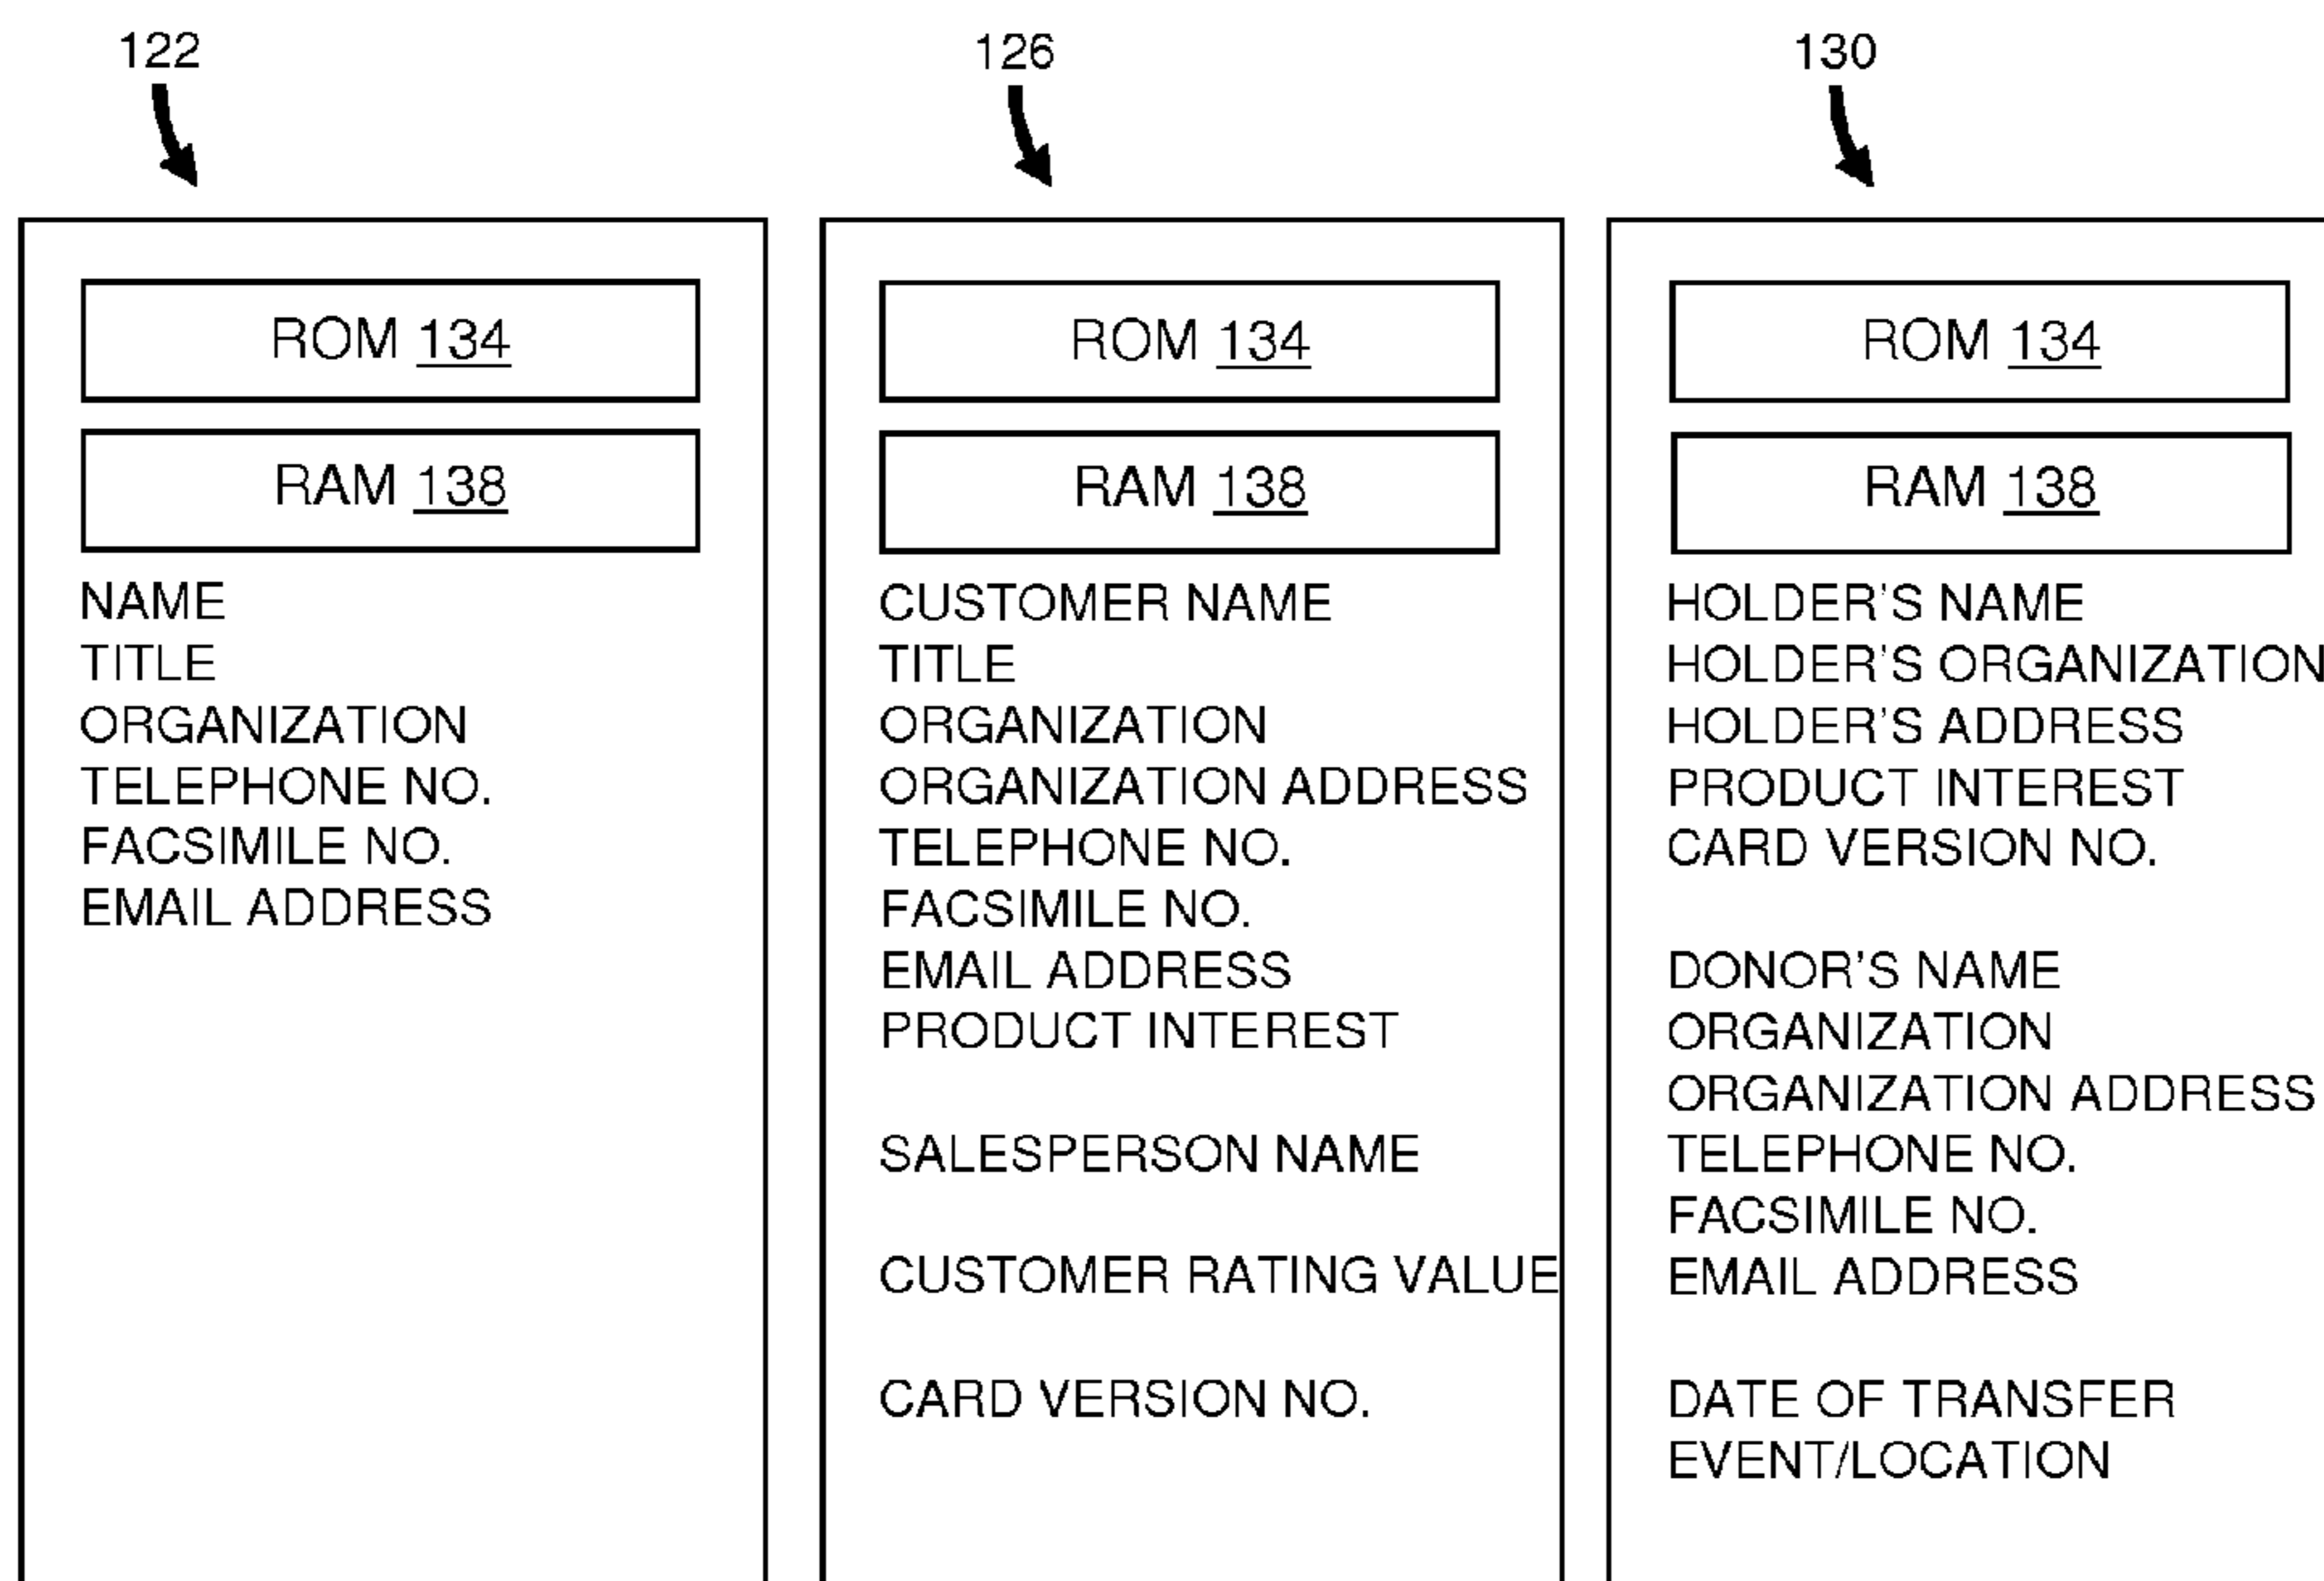 122
126
130
ROM 134
RAM 138
NAME
TITLE
ORGANIZATION
TELEPHONE NO.
FACSIMILE NO.
EMAIL ADDRESS
ROM 134
RAM 138
CUSTOMER NAME
TITLE
ORGANIZATION
ORGANIZATION ADDRESS
TELEPHONE NO.
FACSIMILE NO.
EMAIL ADDRESS
PRODUCT INTEREST
SALESPERSON NAME
CUSTOMER RATING VALUE
CARD VERSION NO.
ROM 134
RAM 138
HOLDER'S NAME
HOLDER'S ORGANIZATION
HOLDER'S ADDRESS
PRODUCT INTEREST
CARD VERSION NO.
DONOR'S NAME
ORGANIZATION
ORGANIZATION ADDRESS
TELEPHONE NO.
FACSIMILE NO.
EMAIL ADDRESS
DATE OF TRANSFER
EVENT/LOCATION